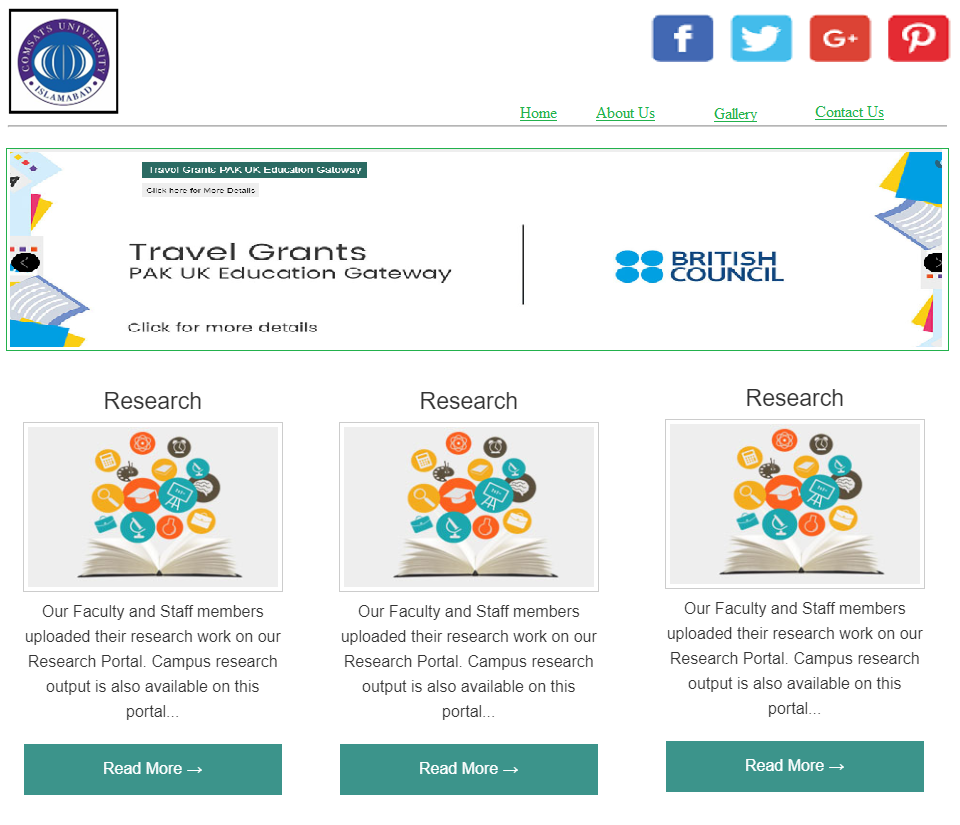 COMSATS UNIVERSITY
ISLAMABAD
f
G+
Home
About Us
Gallery
Contact Us
Travel Grants PAK UK Education Gateway
Click here for More Details
Travel Grants
PAK UK Education Gateway
Click for more details
BRITISH
COUNCIL
Research
Our Faculty and Staff members
uploaded their research work on our
Research Portal. Campus research
output is also available on this
portal...
Read More →
Research
Our Faculty and Staff members
uploaded their research work on our
Research Portal. Campus research
output is also available on this
portal...
Read More →
Research
Our Faculty and Staff members
uploaded their research work on our
Research Portal. Campus research
output is also available on this
portal...
Read More →